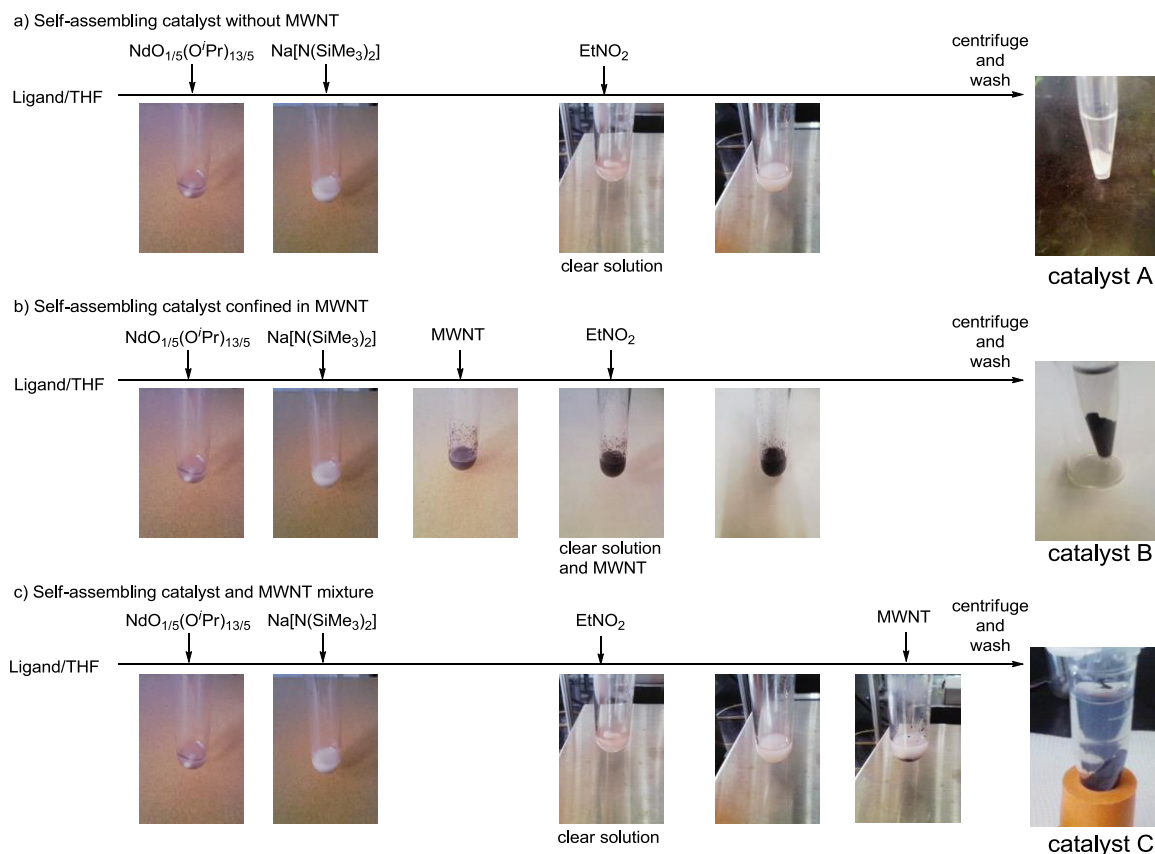 a) Self-assembling catalyst without MWNT
NdO1/5(OiPr)13/5 Na[N(SiMe3)2] EtNO2 centrifuge
and
wash
Ligand/THF
clear solution
catalyst A
b) Self-assembling catalyst confined in MWNT
NdO1/5(OiPr)13/5 Na[N(SiMe3)2] MWNT EtNO2 centrifuge
and
wash
Ligand/THF
clear solution
and MWNT
catalyst B
c) Self-assembling catalyst and MWNT mixture
NdO1/5(OiPr)13/5 Na[N(SiMe3)2] EtNO2 MWNT centrifuge
and
wash
Ligand/THF
clear solution
catalyst C